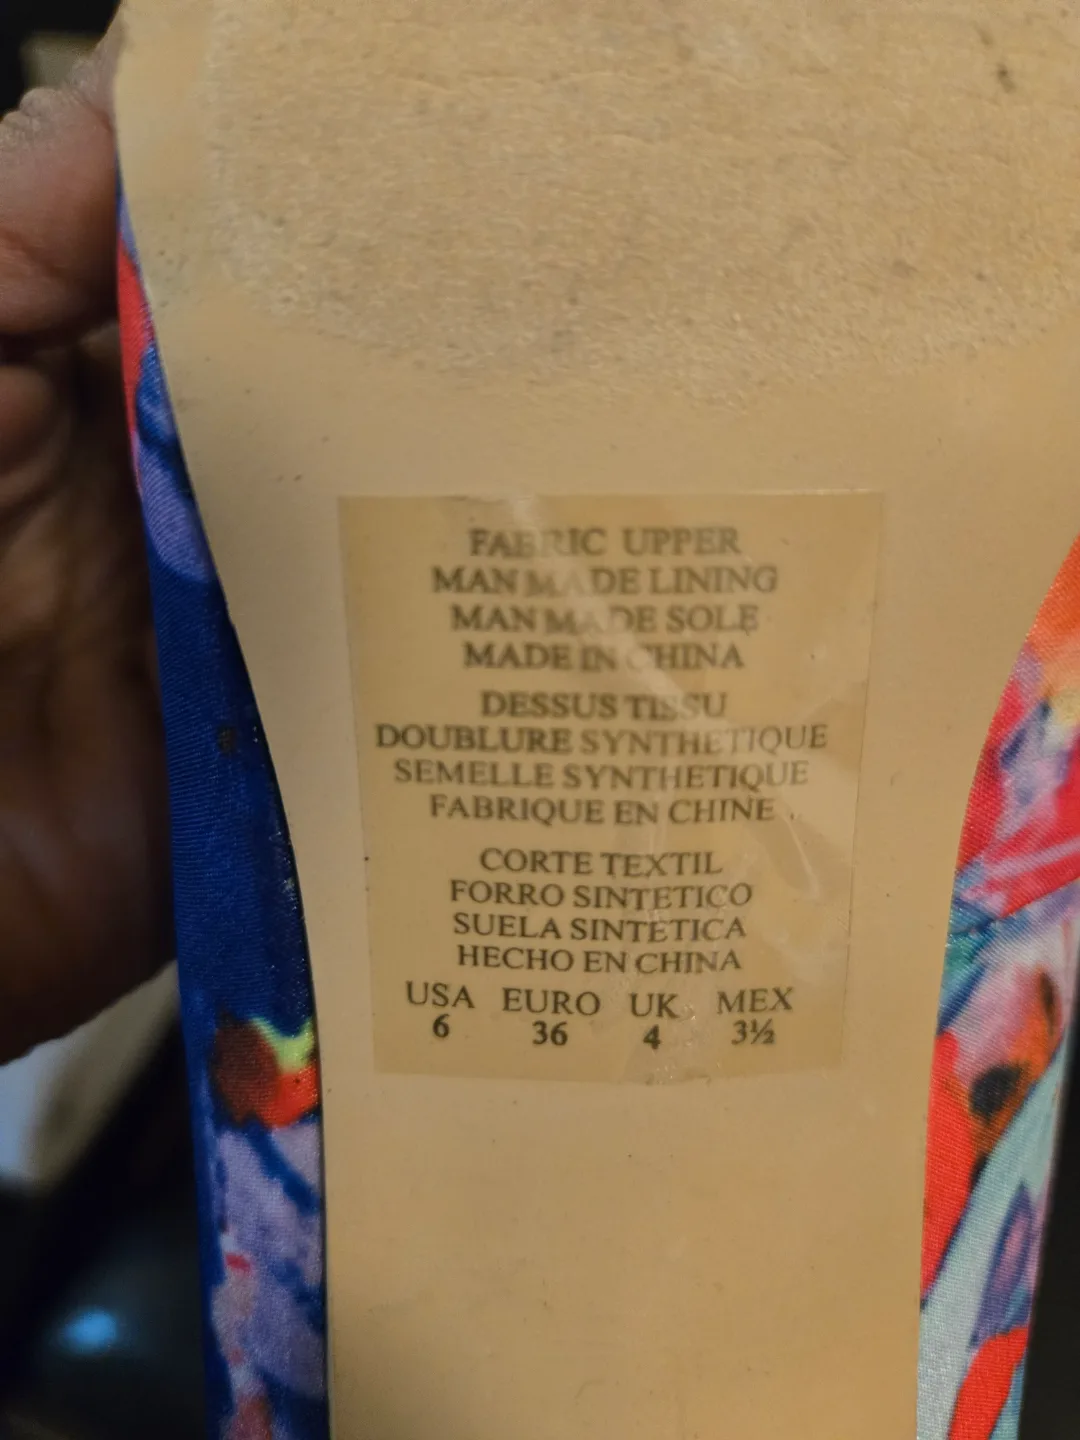 FABRIC UPPER
MAN MADE LINING
MAN MADE SOLE
MADE IN CHINA
DESSUS TISSU
DOUBLURE SYNTHETIQUE
SEMELLE SYNTHETIQUE
FABRIQUE EN CHINE
CORTE TEXTIL
FORRO SINTETICO
SUELA SINTETICA
HECHO EN CHINA
USA EURO UK MEX
6 36 4 3½